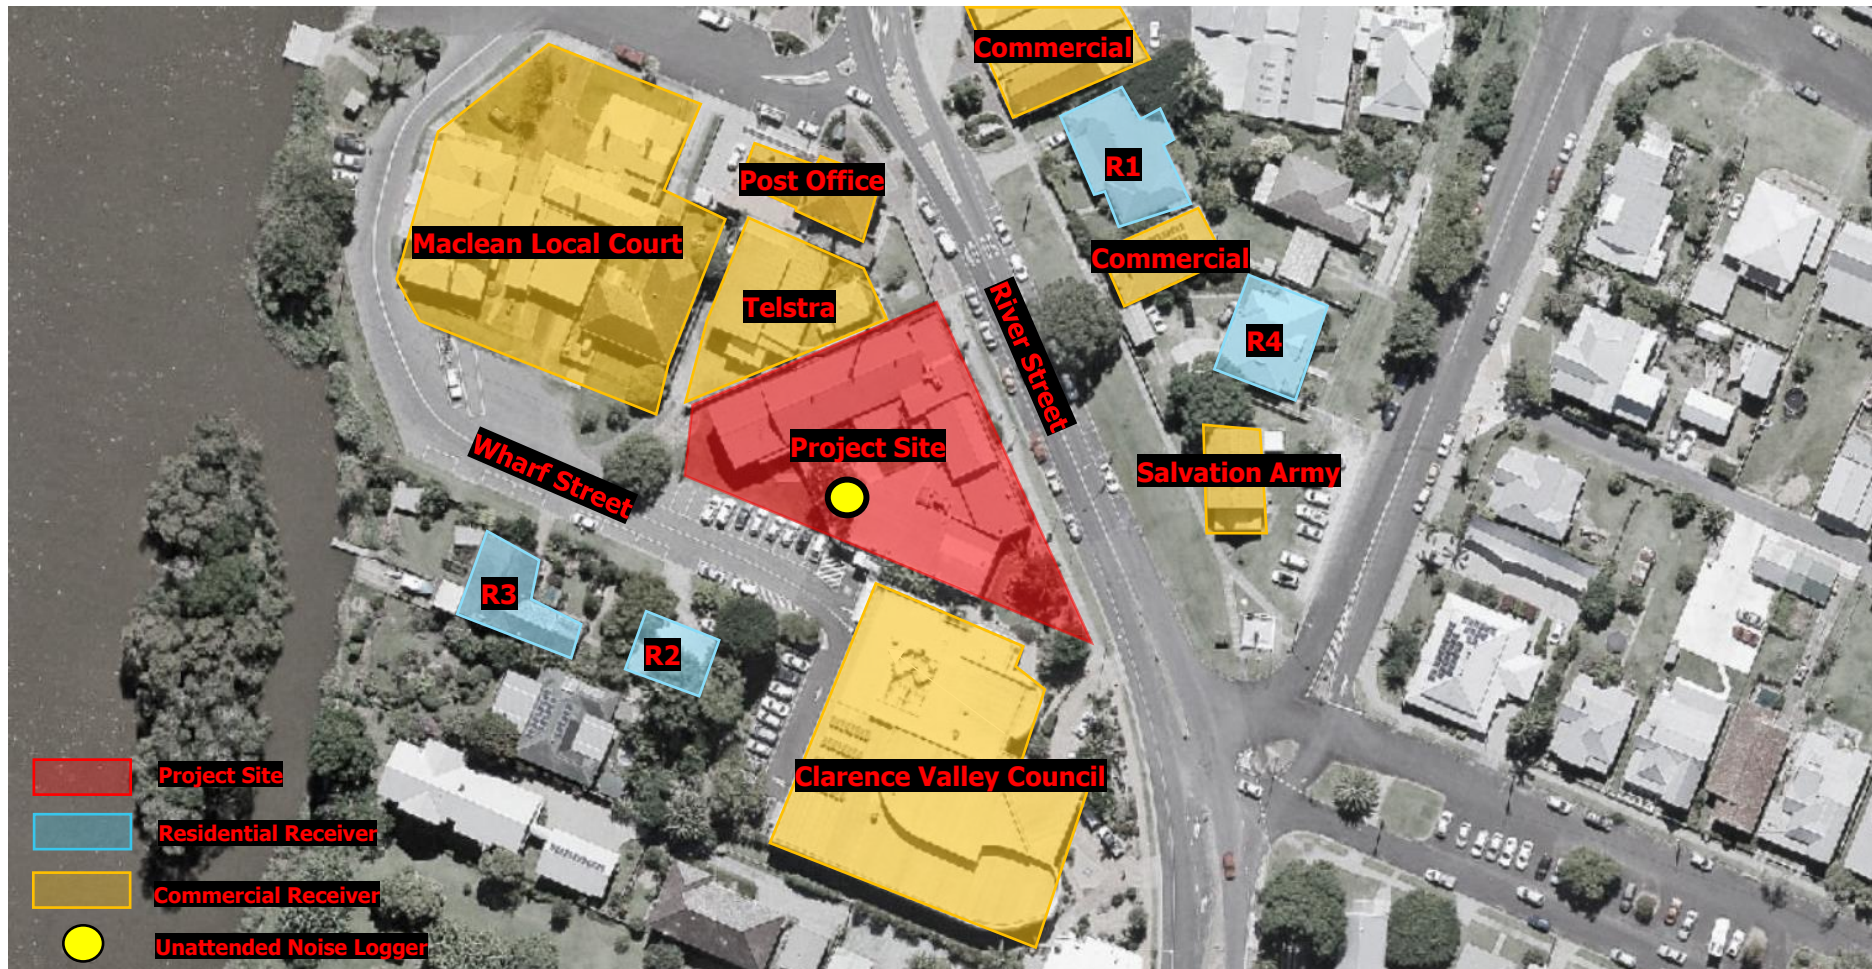 Commercial
R1
Post Office
Maclean Local Court
Commercial
Telstra
River Street
R4
Project Site
Salvation Army
Wharf Street
R3
R2
Clarence Valley Council
Project Site
Residential Receiver
Commercial Receiver
Unattended Noise Logger